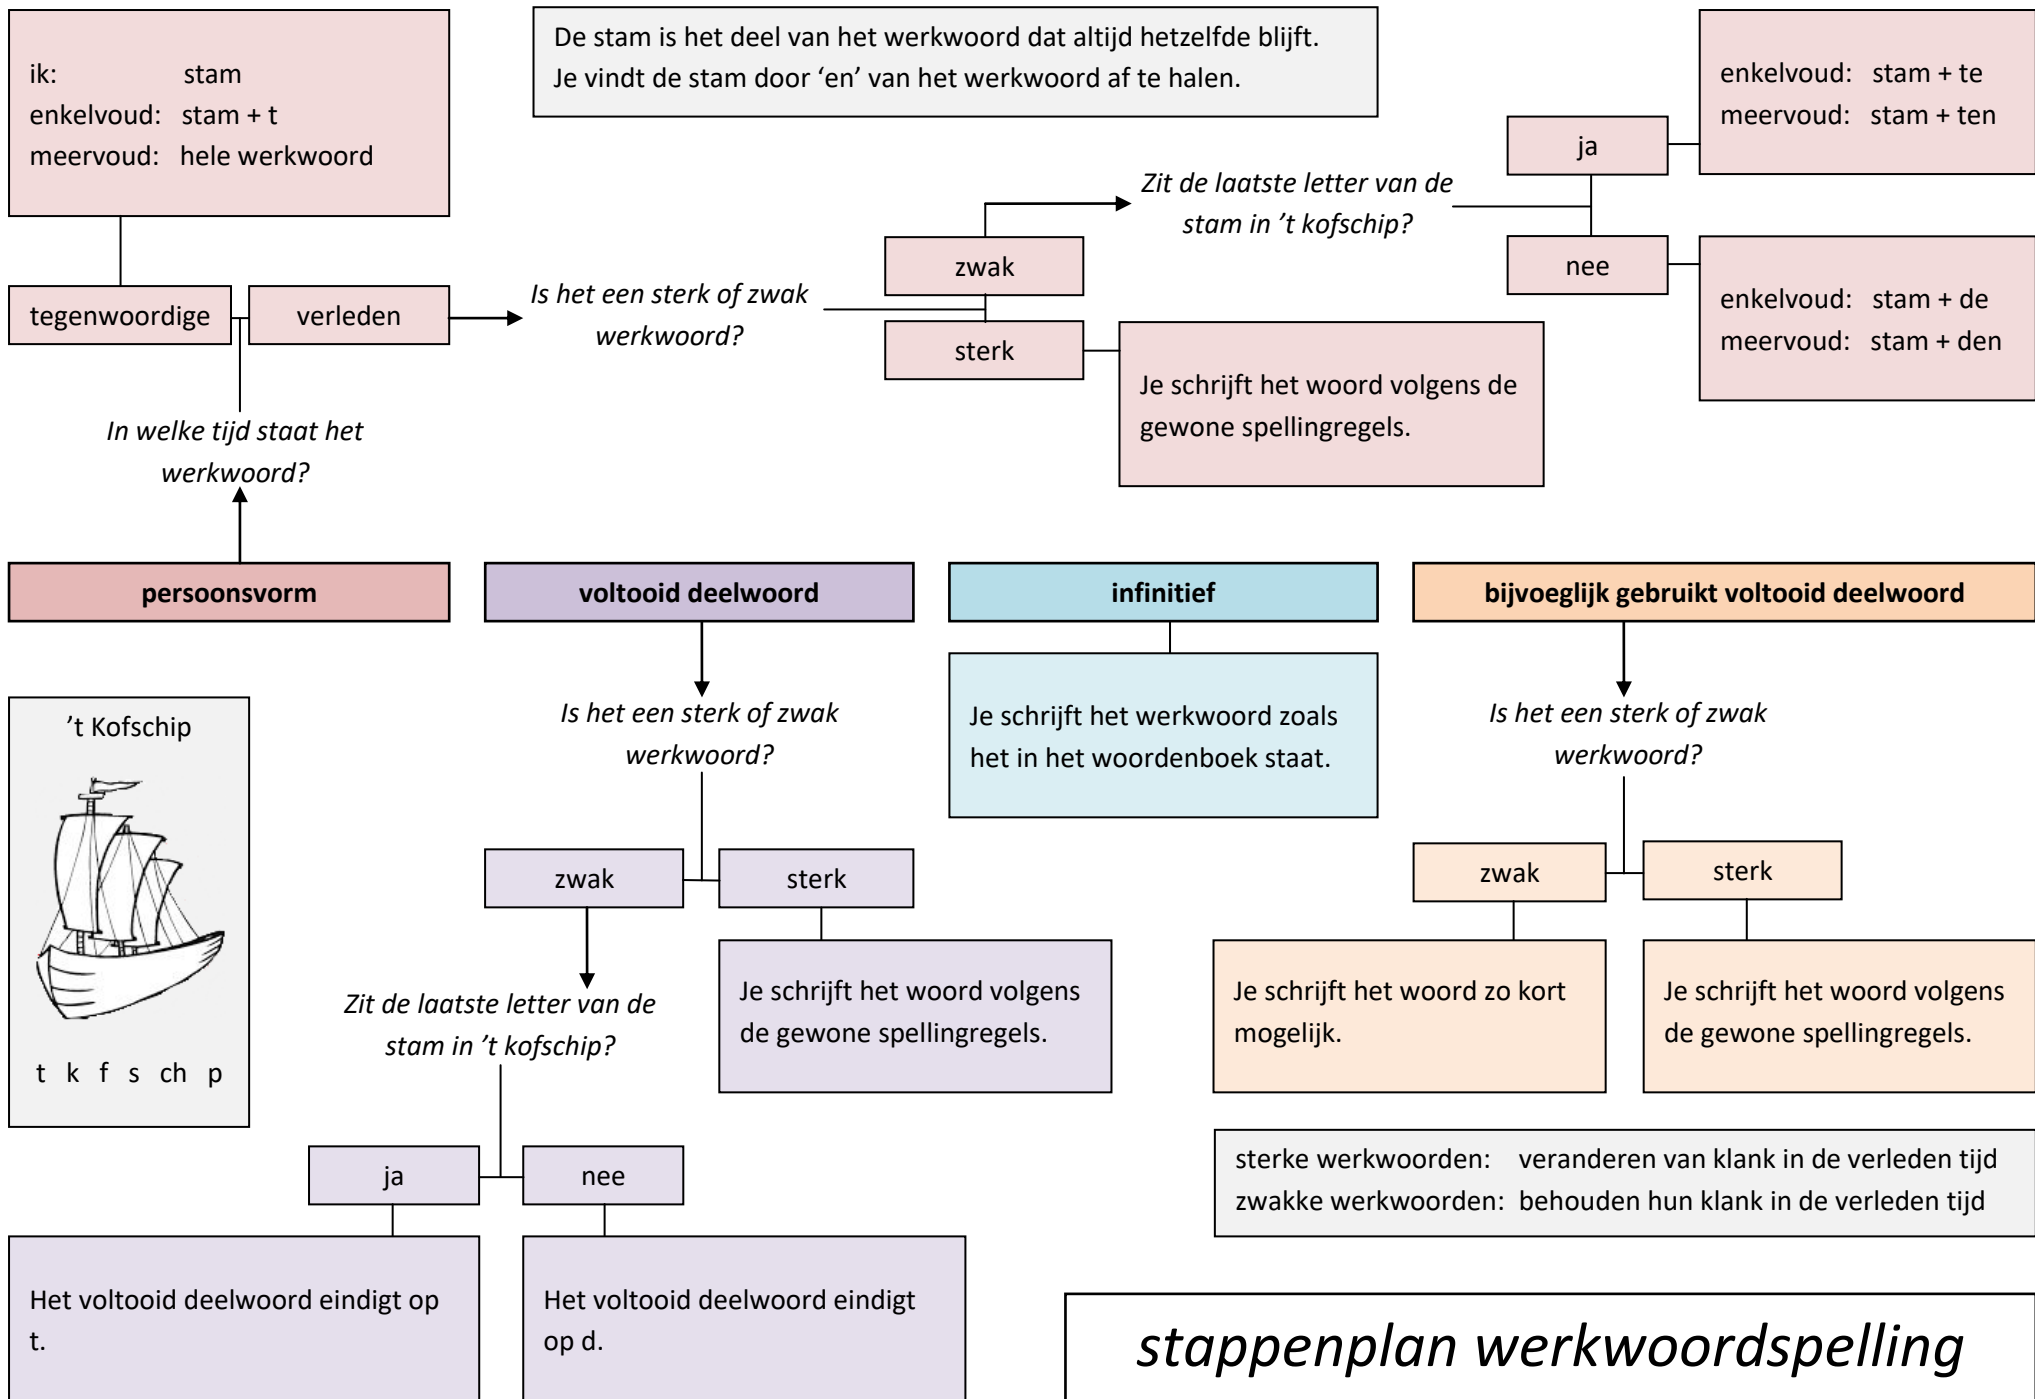 ik: stam
enkelvoud: stam + t
meervoud: hele werkwoord
De stam is het deel van het werkwoord dat altijd hetzelfde blijft.
Je vindt de stam door ‘en’ van het werkwoord af te halen.
enkelvoud: stam + te
meervoud: stam + ten
ja
Zit de laatste letter van de
stam in ’t kofschip?
zwak
nee
tegenwoordige
verleden
Is het een sterk of zwak
werkwoord?
sterk
enkelvoud: stam + de
meervoud: stam + den
Je schrijft het woord volgens de
gewone spellingregels.
In welke tijd staat het
werkwoord?
persoonsvorm
voltooid deelwoord
infinitief
bijvoeglijk gebruikt voltooid deelwoord
’t Kofschip
t k f s ch p
Is het een sterk of zwak
werkwoord?
Je schrijft het werkwoord zoals
het in het woordenboek staat.
Is het een sterk of zwak
werkwoord?
zwak
sterk
zwak
sterk
Zit de laatste letter van de
stam in ’t kofschip?
Je schrijft het woord volgens
de gewone spellingregels.
Je schrijft het woord zo kort
mogelijk.
Je schrijft het woord volgens
de gewone spellingregels.
ja
nee
sterke werkwoorden: veranderen van klank in de verleden tijd
zwakke werkwoorden: behouden hun klank in de verleden tijd
Het voltooid deelwoord eindigt op
t.
Het voltooid deelwoord eindigt
op d.
stappenplan werkwoordspelling